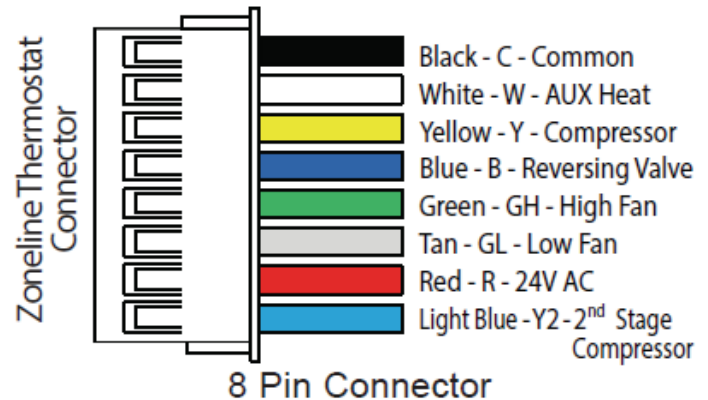 Zoneline Thermostat
Connector
Black - C - Common
White - W - AUX Heat
Yellow - Y - Compressor
Blue - B - Reversing Valve
Green - GH - High Fan
Tan - GL - Low Fan
Red - R - 24V AC
Light Blue - Y2 - 2nd Stage
Compressor
8 Pin Connector